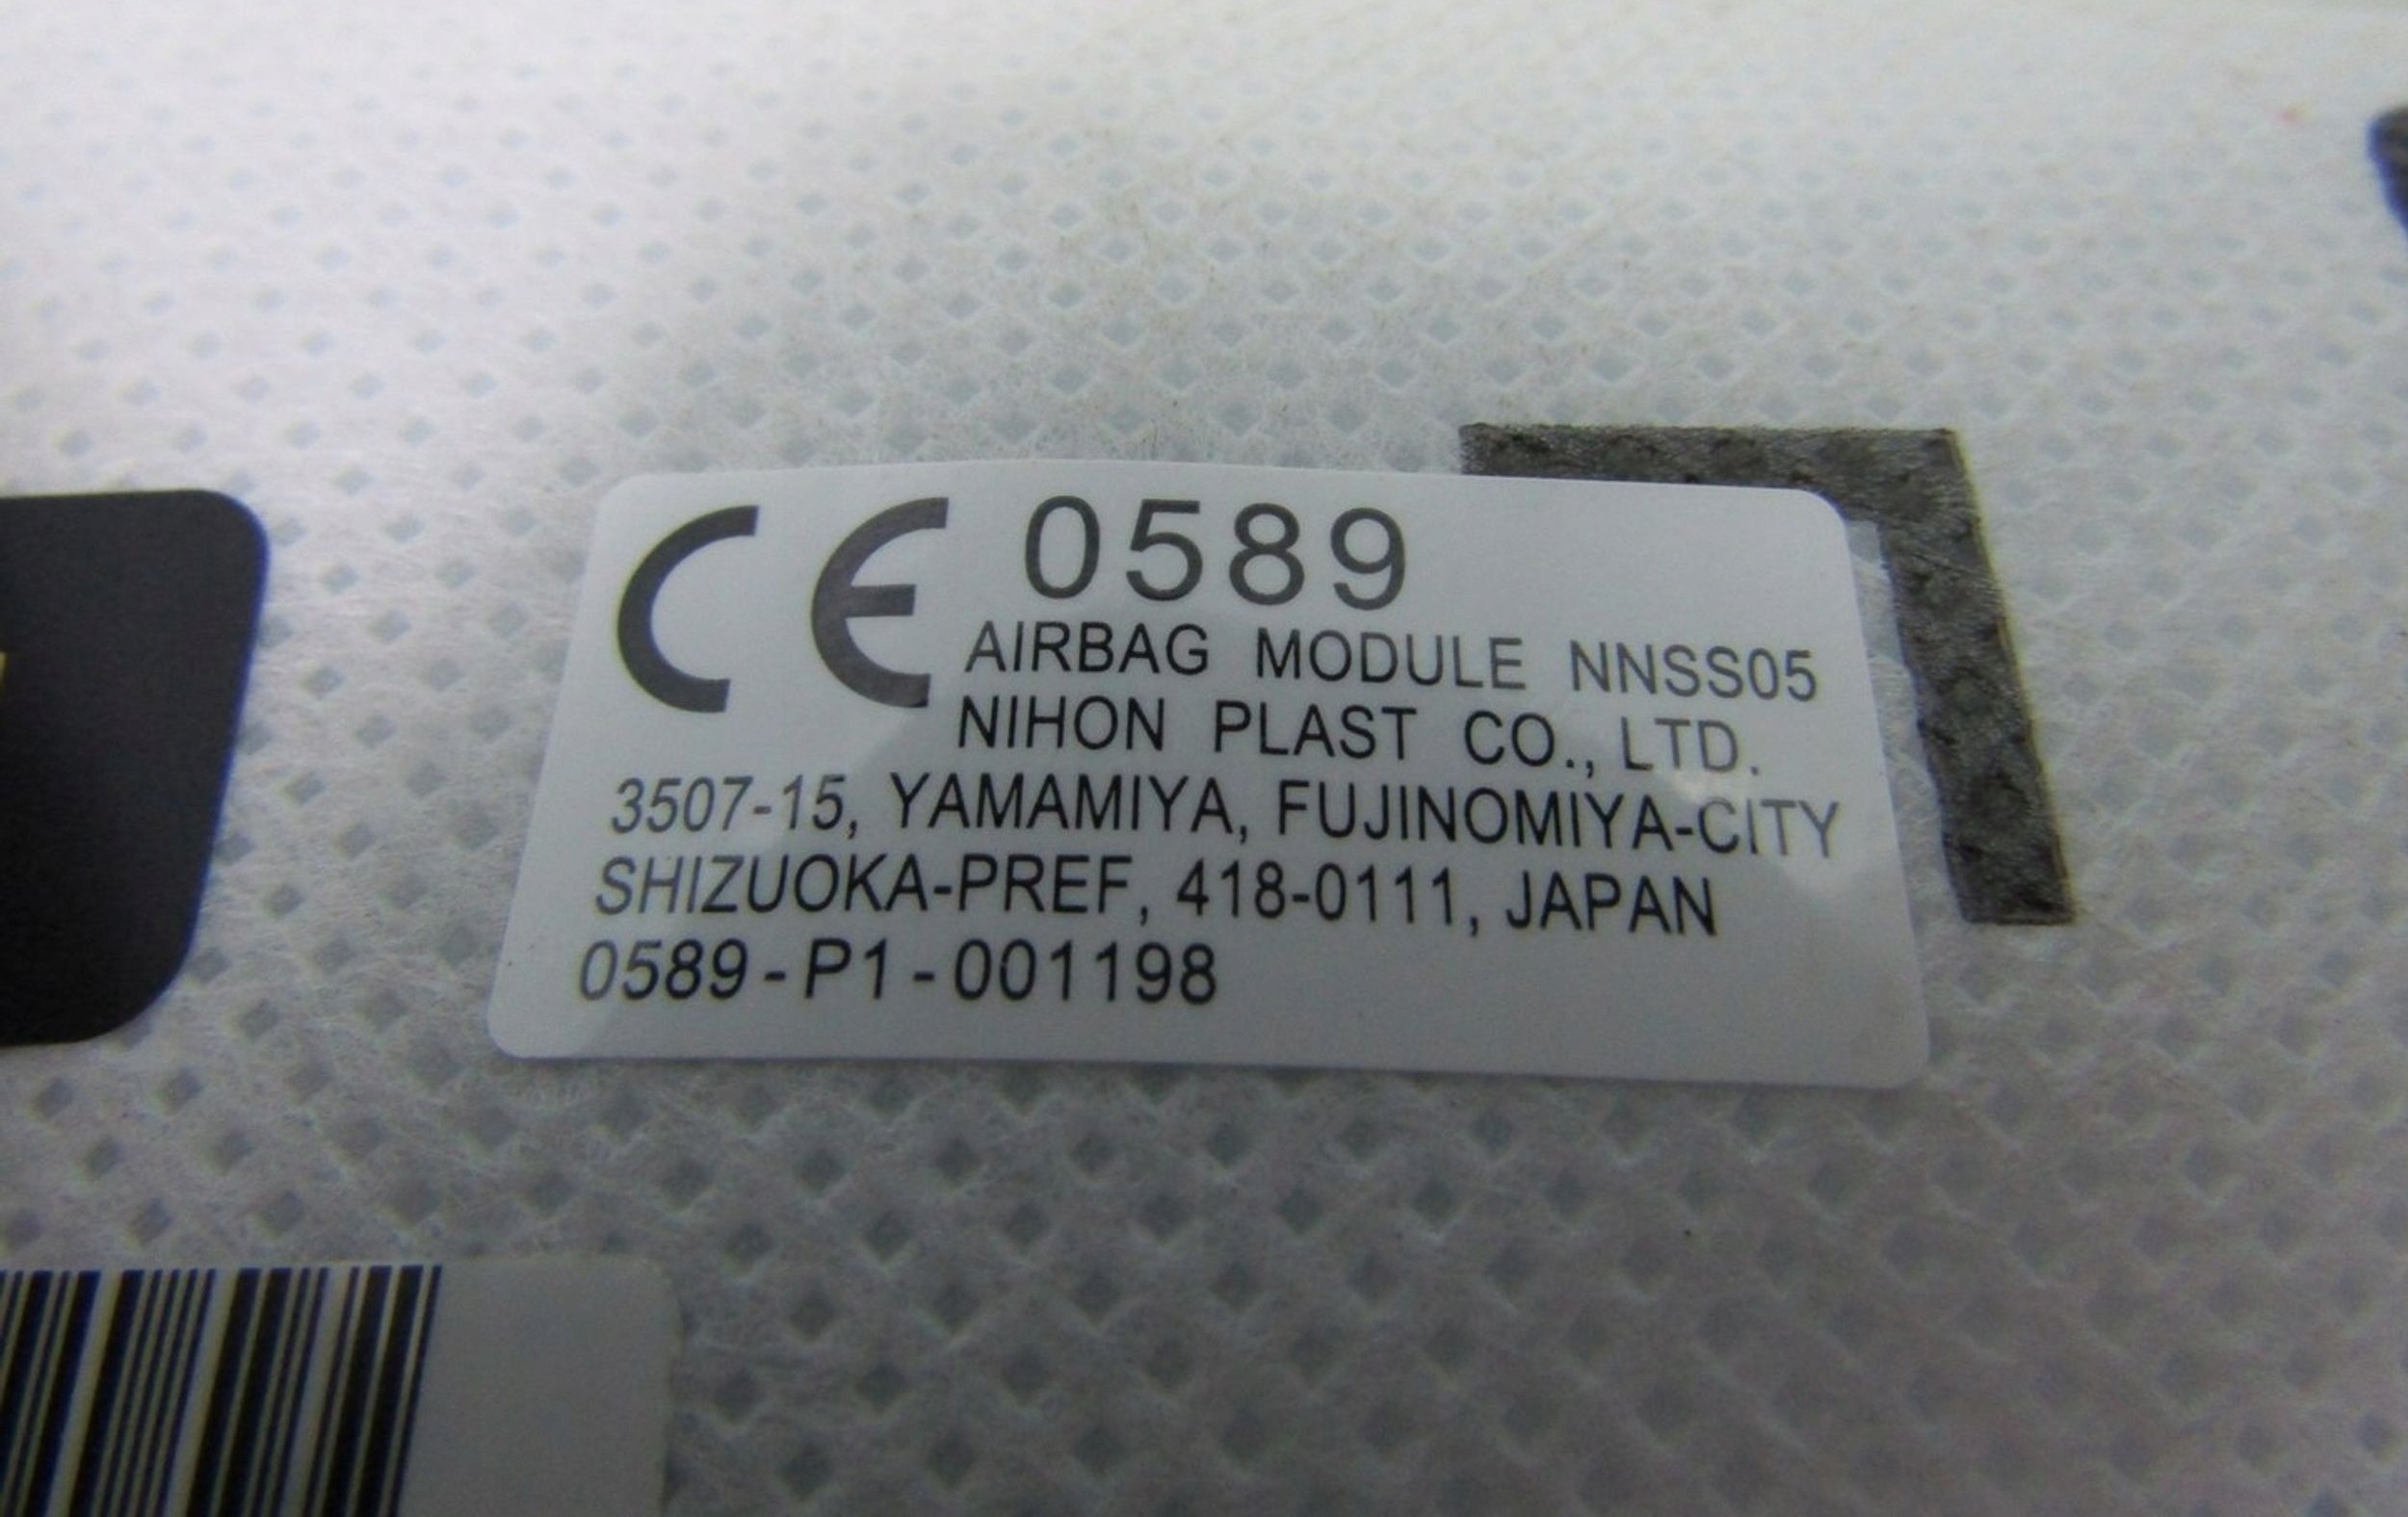 CE 0589
AIRBAG MODULE NNSS05
NIHON PLAST CO., LTD.
3507-15, YAMAMIYA, FUJINOMIYA-CITY
SHIZUOKA-PREF, 418-0111, JAPAN
0589-P1-001198